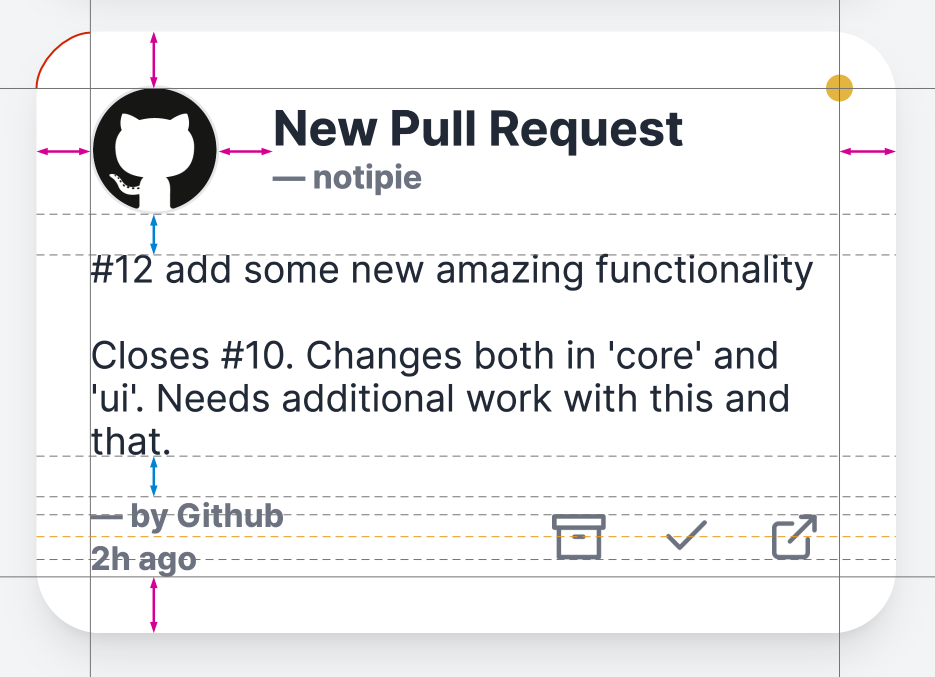 New Pull Request
— notipie
#12 add some new amazing functionality
Closes #10. Changes both in 'core' and
'ui'. Needs additional work with this and
that.
— by Github
2h ago